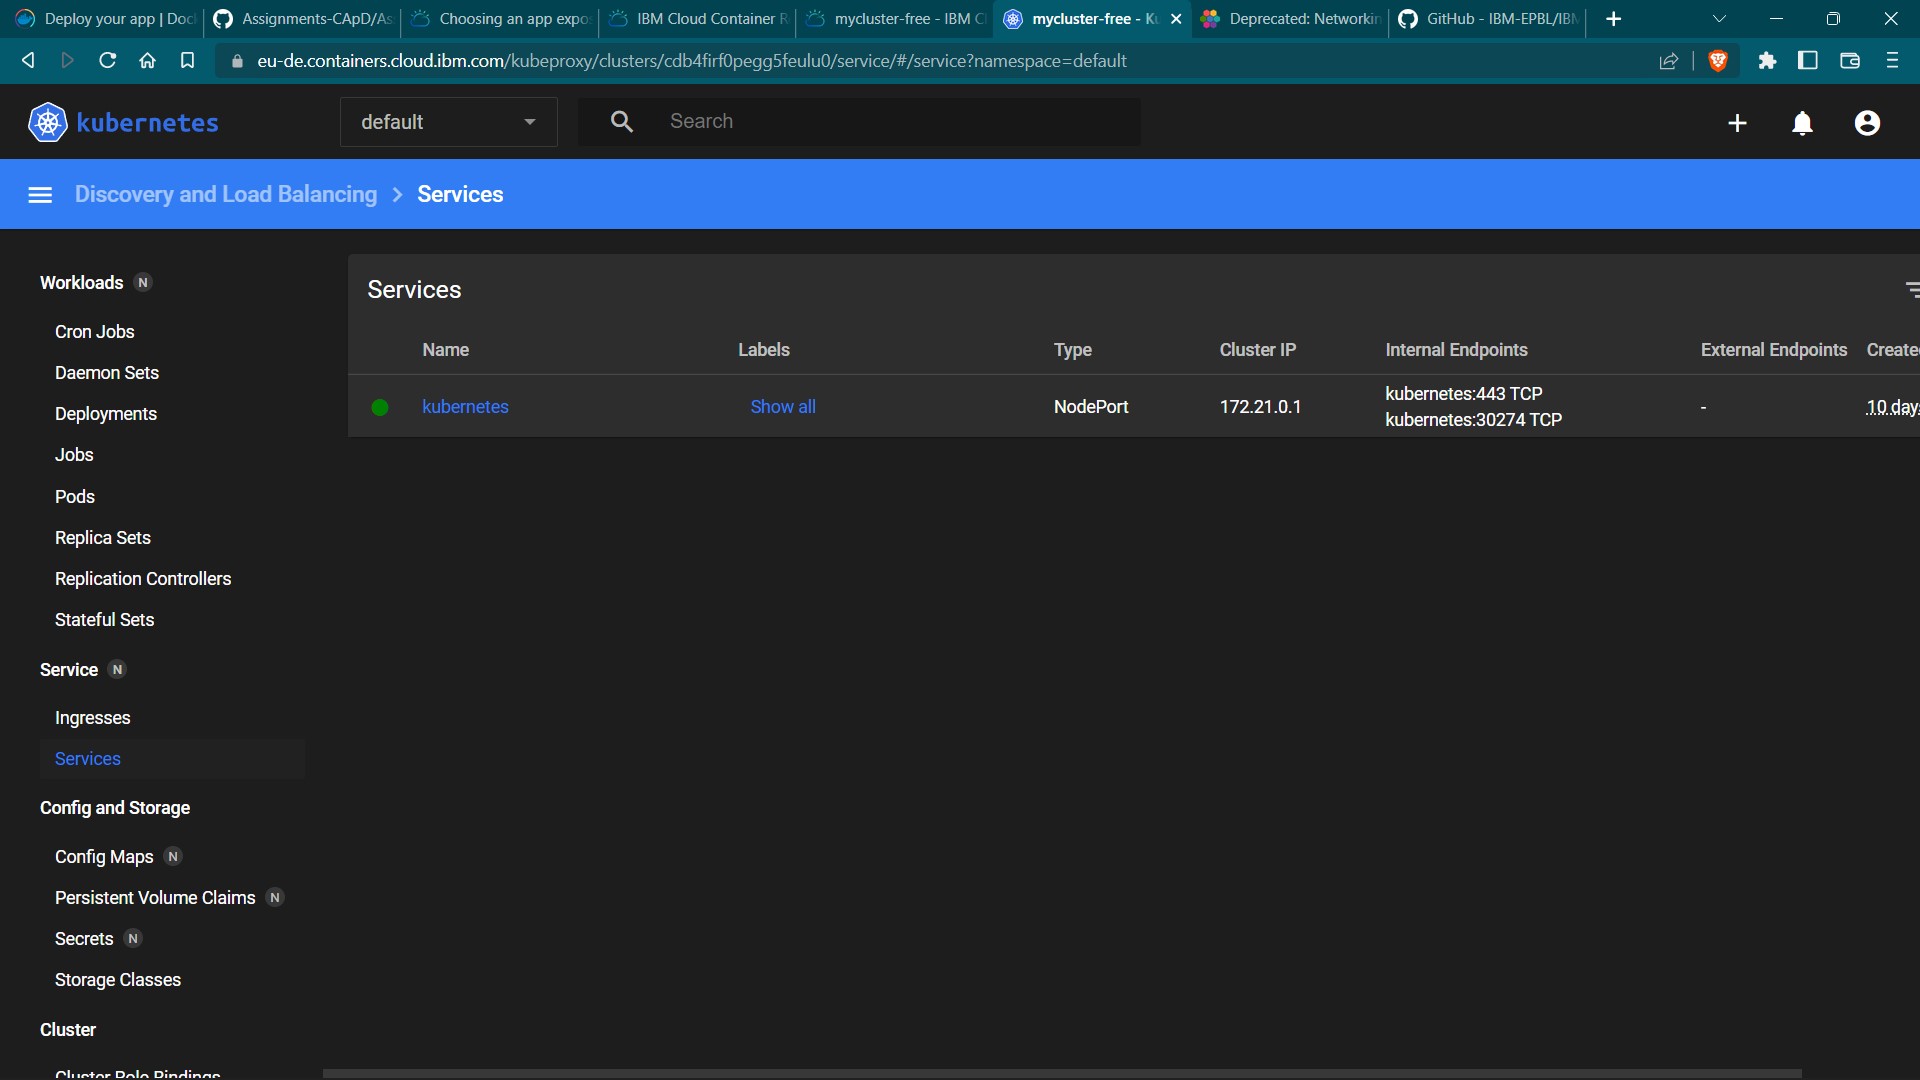 Deploy your app | Doc
Assignments-CApD/As
Choosing an app expos
IBM Cloud Container R
mycluster-free - IBM Cl
mycluster-free - Ku
Deprecated: Networkin
GitHub - IBM-EPBL/IBM
eu-de.containers.cloud.ibm.com/kubeproxy/clusters/cdb4firf0pegg5feulu0/service/#/service?namespace=default
kubernetes
default
Search
Discovery and Load Balancing > Services
Workloads N
Cron Jobs
Daemon Sets
Deployments
Jobs
Pods
Replica Sets
Replication Controllers
Stateful Sets
Service N
Ingresses
Services
Config and Storage
Config Maps N
Persistent Volume Claims N
Secrets N
Storage Classes
Cluster
Cluster Role Bindings
Services
Name Labels Type Cluster IP Internal Endpoints External Endpoints Create
kubernetes Show all NodePort 172.21.0.1 kubernetes:443 TCP - 10 day
kubernetes:30274 TCP